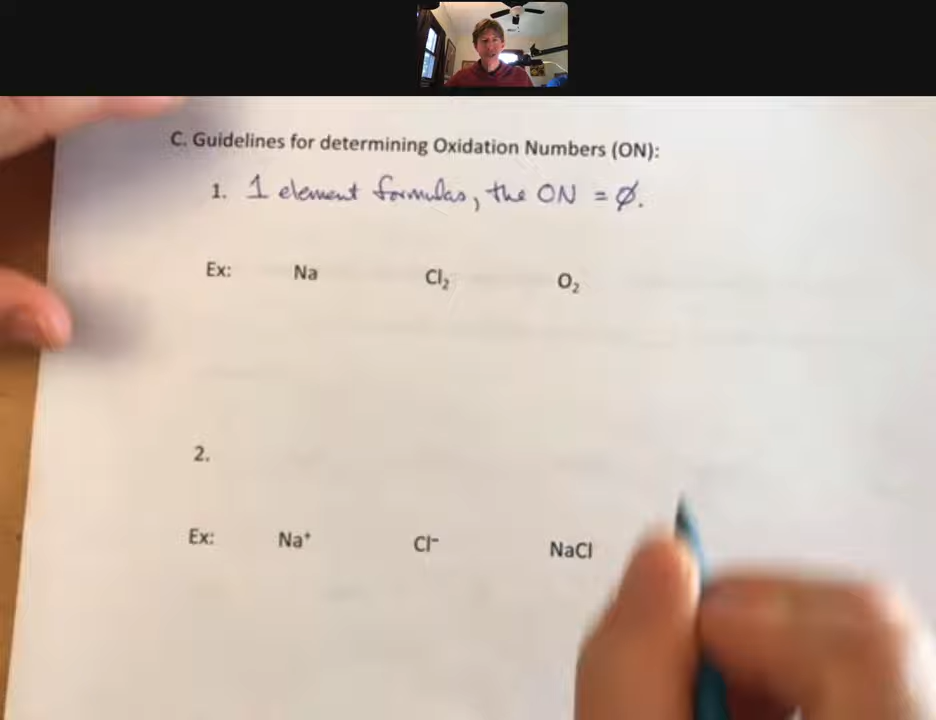 C. Guidelines for determining Oxidation Numbers (ON):
1. 1 element formulas, the ON = Ø.
Ex: Na Cl₂ O₂
2.
Ex: Na⁺ Cl⁻ NaCl